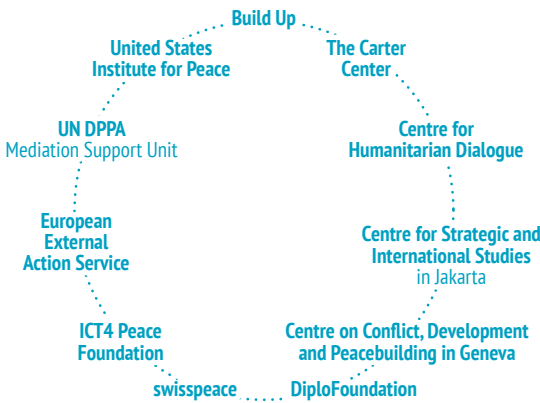 Build Up
The Carter
Center
Centre for
Humanitarian Dialogue
Centre for Strategic and
International Studies
in Jakarta
Centre on Conflict, Development
and Peacebuilding in Geneva
DiploFoundation
swisspeace
ICT4 Peace
Foundation
European
External
Action Service
UN DPPA
Mediation Support Unit
United States
Institute for Peace